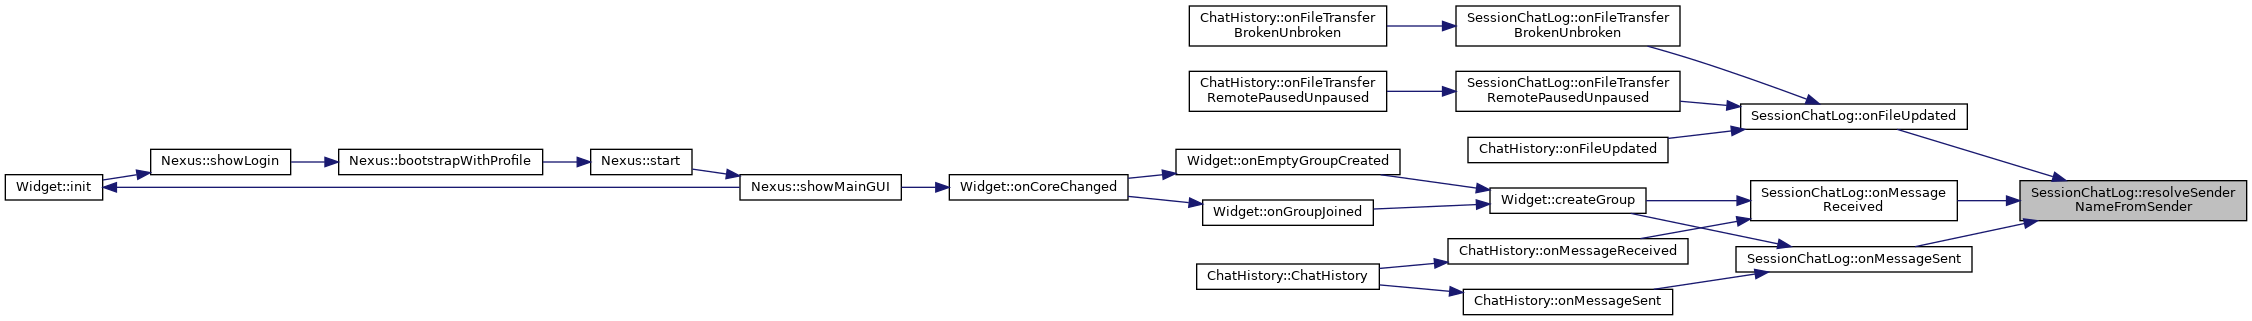 ChatHistory::onFileTransfer
BrokenUnbroken
SessionChatLog::onFileTransfer
BrokenUnbroken
ChatHistory::onFileTransfer
RemotePausedUnpaused
SessionChatLog::onFileTransfer
RemotePausedUnpaused
SessionChatLog::onFileUpdated
ChatHistory::onFileUpdated
Widget::init
Nexus::showLogin
Nexus::bootstrapWithProfile
Nexus::start
Nexus::showMainGUI
Widget::onCoreChanged
Widget::onEmptyGroupCreated
Widget::onGroupJoined
Widget::createGroup
SessionChatLog::onMessage
Received
SessionChatLog::resolveSender
NameFromSender
ChatHistory::onMessageReceived
SessionChatLog::onMessageSent
ChatHistory::ChatHistory
ChatHistory::onMessageSent